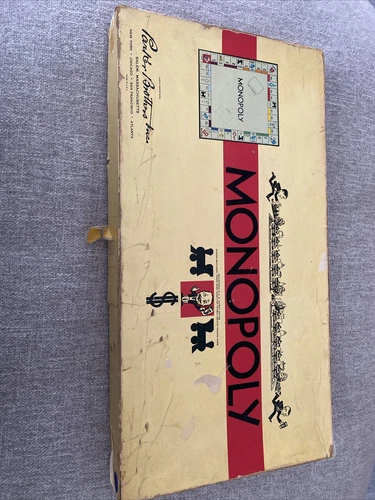 MONOPOLY
MONOPOLY
$
Parker Brothers Inc.
SALEM, MASSACHUSETTS
NEW YORK • CHICAGO • SAN FRANCISCO • ATLANTA